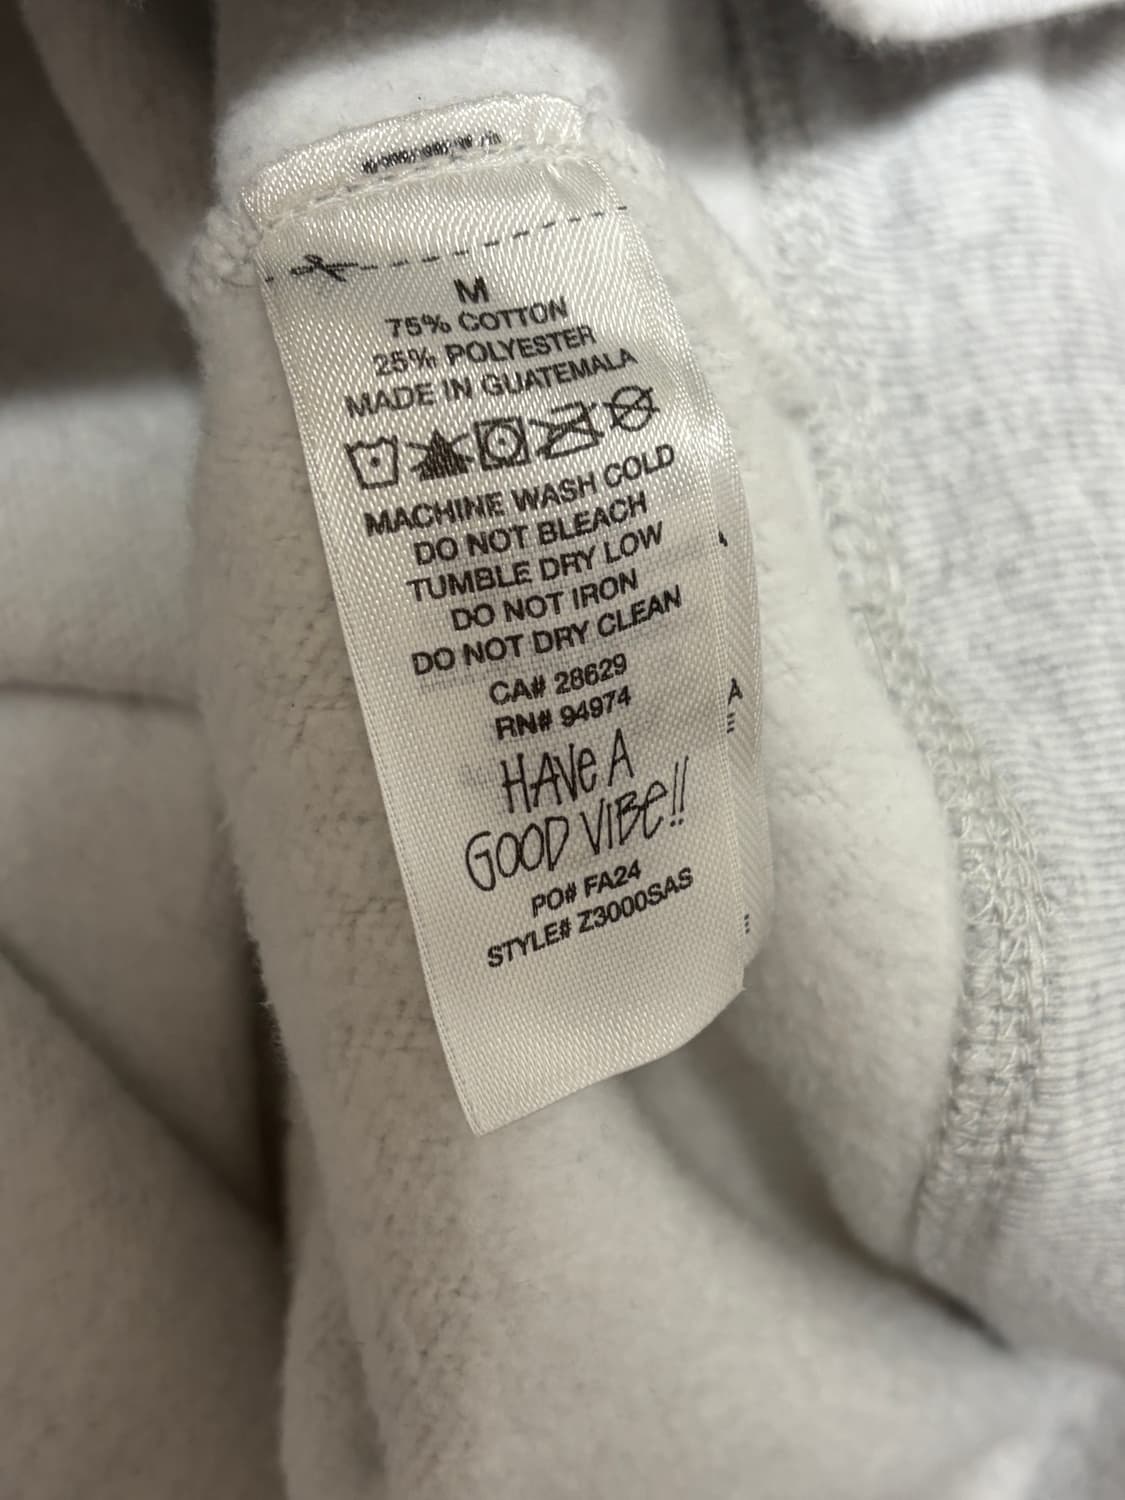 M
75% COTTON
25% POLYESTER
MADE IN GUATEMALA
MACHINE WASH COLD
DO NOT BLEACH
TUMBLE DRY LOW
DO NOT IRON
DO NOT DRY CLEAN
CA# 28629
RN# 94974
HAVe A
GOOD VIBe!!
PO# FA24
STYLE# Z3000SAS